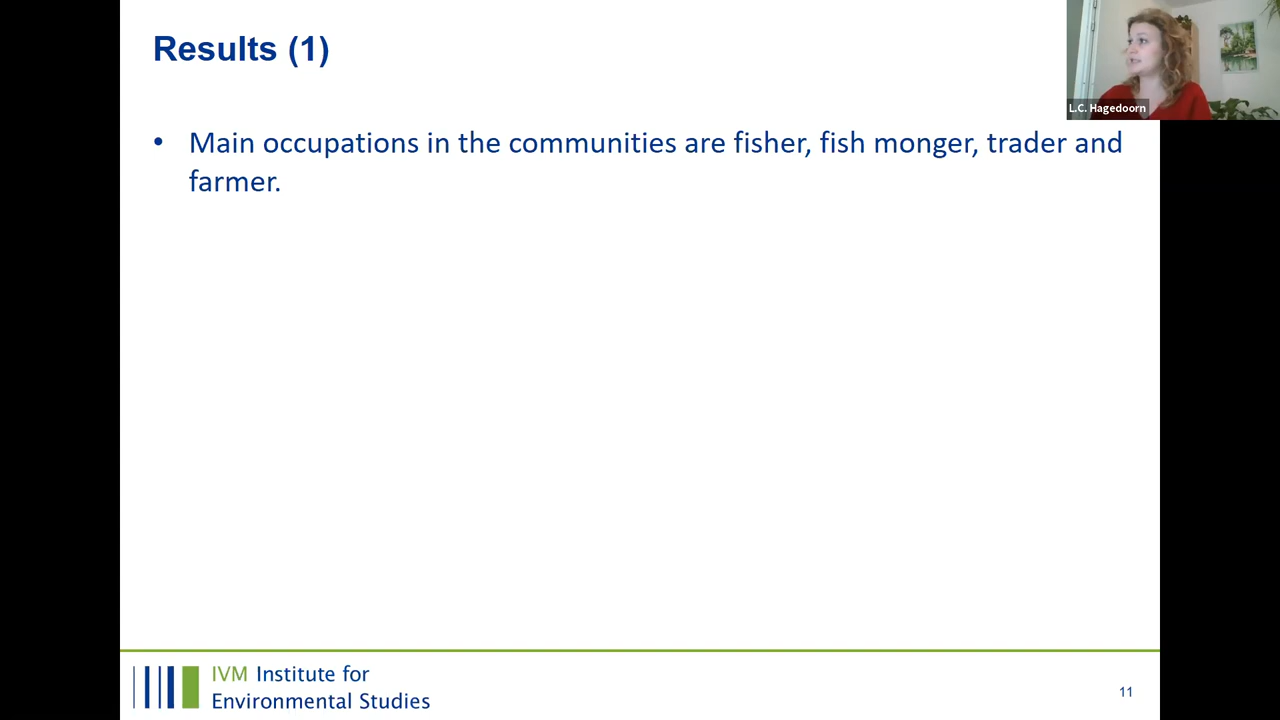 Results (1)
L.C. Hagedoorn
• Main occupations in the communities are fisher, fish monger, trader and
farmer.
IVM Institute for
Environmental Studies
11